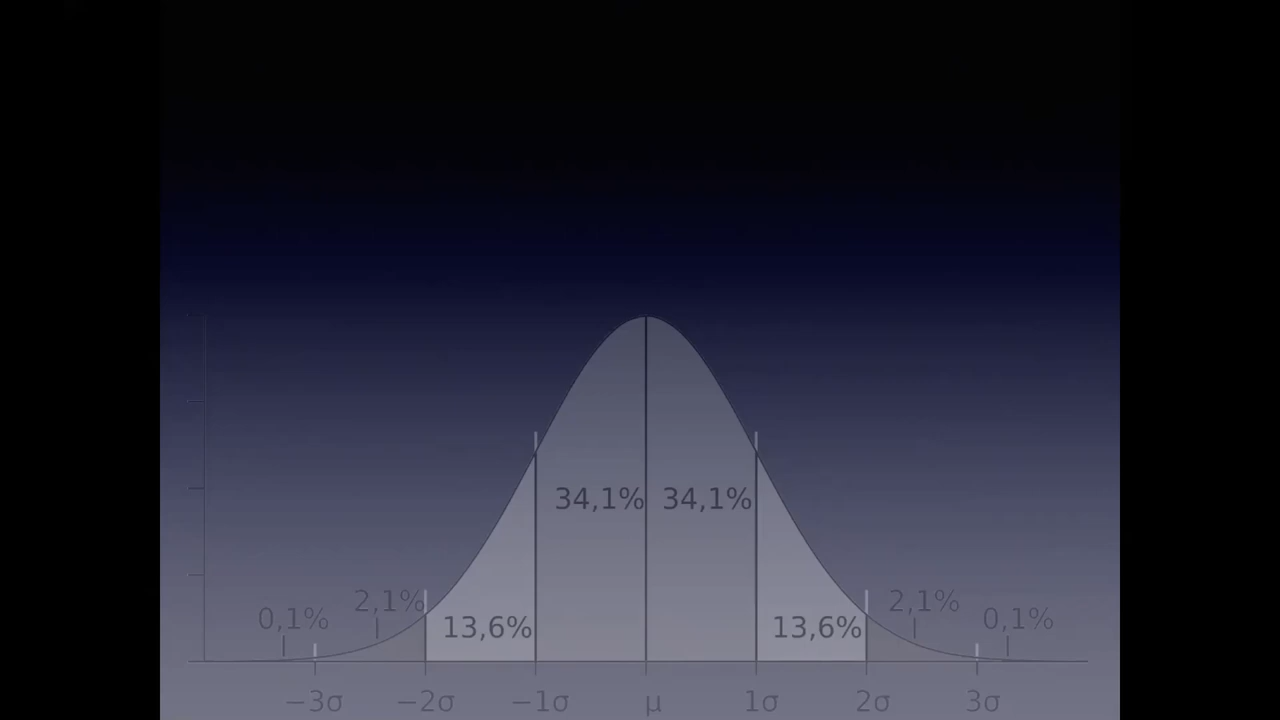 34,1% 34,1%
2,1% 2,1%
0,1% 0,1%
13,6% 13,6%
−3σ −2σ −1σ μ 1σ 2σ 3σ